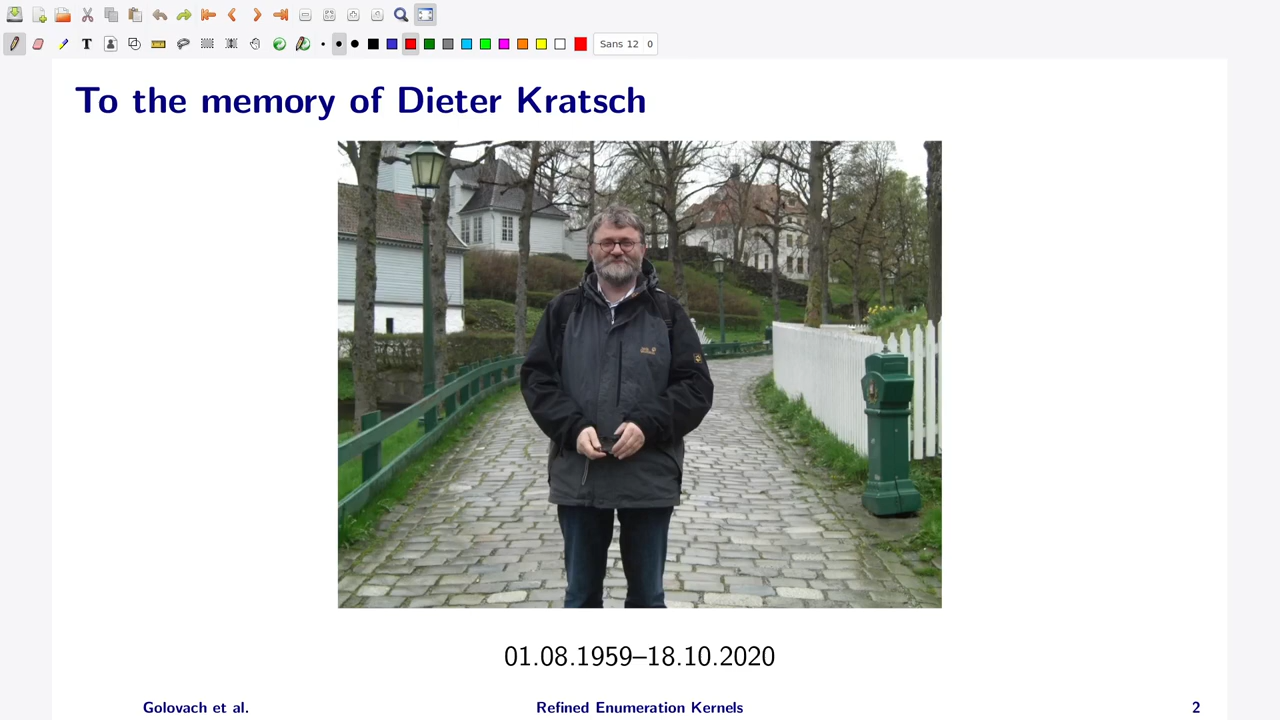 T
Sans 12 0
To the memory of Dieter Kratsch
01.08.1959–18.10.2020
Golovach et al.
Refined Enumeration Kernels
2